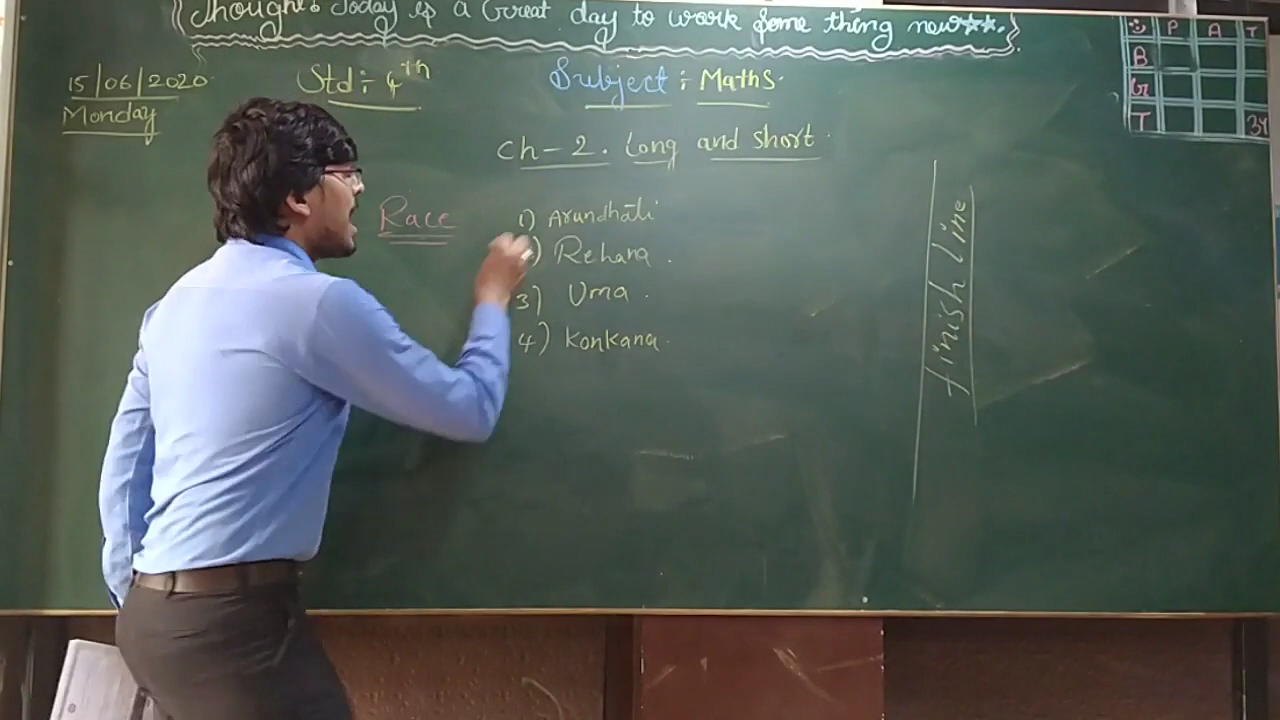 Thought: Today is a Great day to work Some thing new**.
P A T
B
G
T 34
15/06/2020
Monday
Std: 4th
Subject: Maths.
Ch-2. Long and short.
Race
1) Arundhati
) Rehana.
3) Uma.
4) Konkana.
finish line